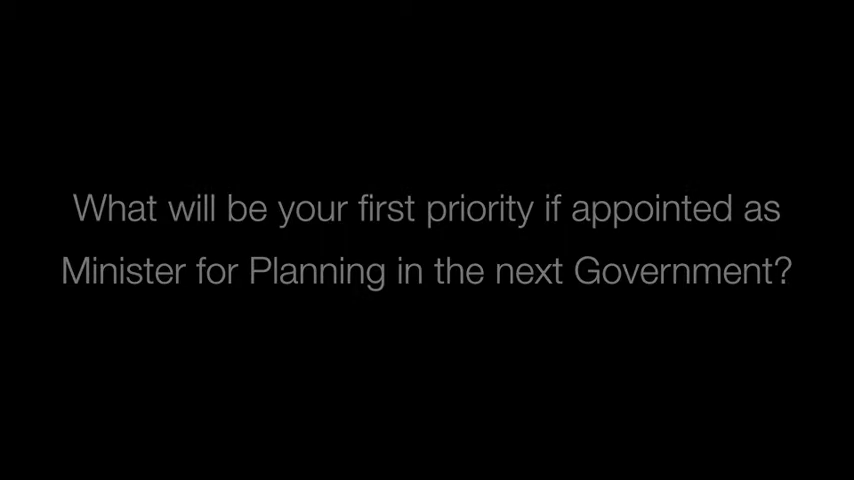 What will be your first priority if appointed as
Minister for Planning in the next Government?